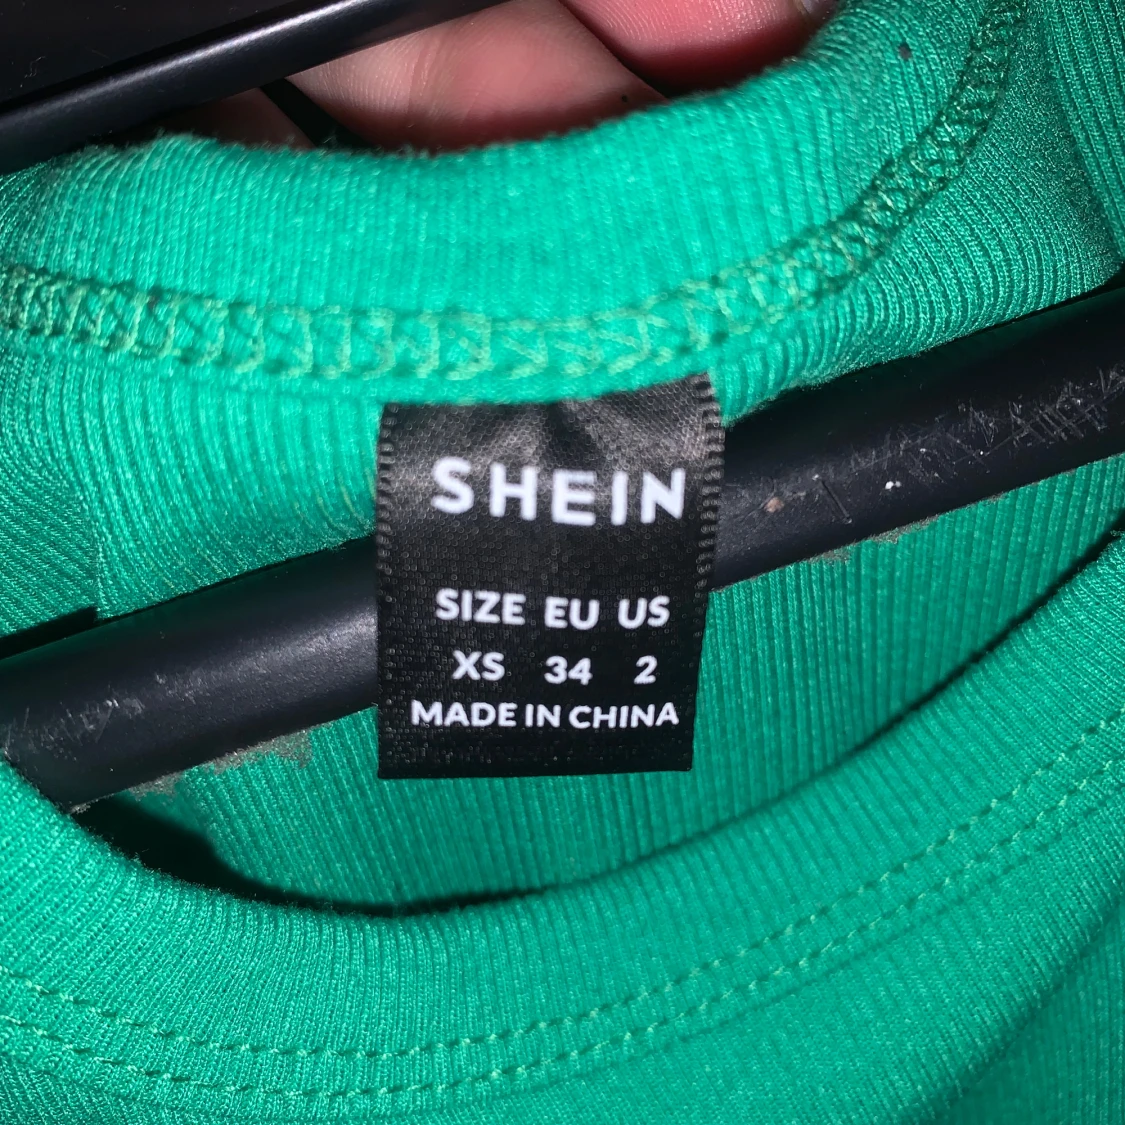 SHEIN
SIZE EU US
XS 34 2
MADE IN CHINA